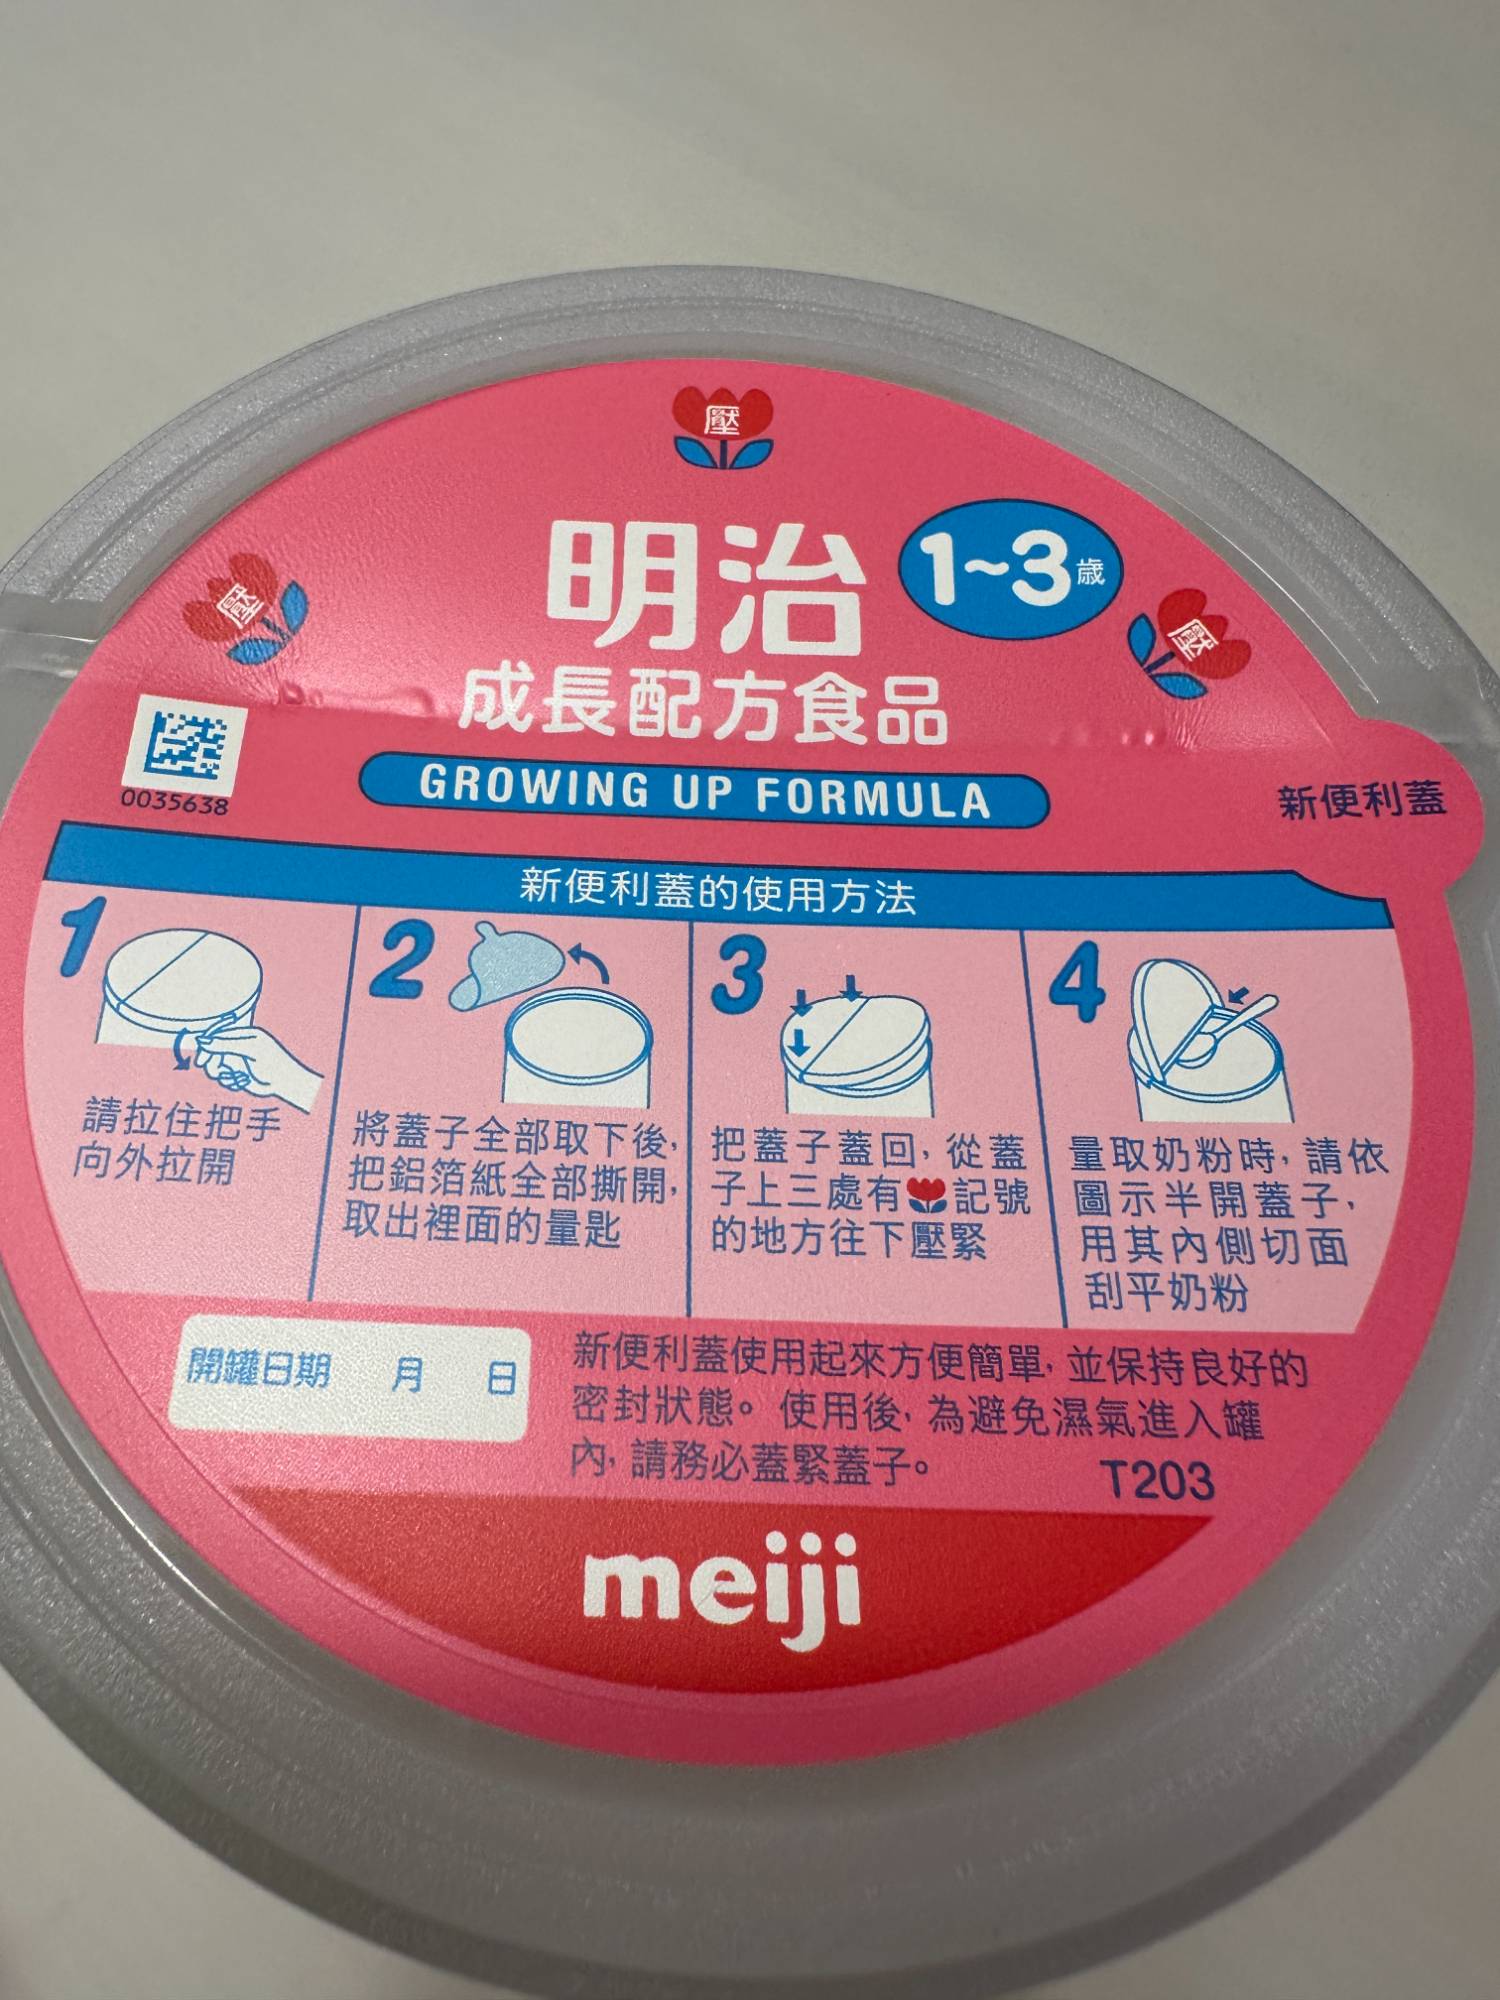 壓
明治
1~3歳
成長配方食品
壓
壓
0035638
GROWING UP FORMULA
新便利蓋
新便利蓋的使用方法
1
請拉住把手
向外拉開
2
將蓋子全部取下後,
把鋁箔紙全部撕開,
取出裡面的量匙
3
把蓋子蓋回, 從蓋
子上三處有記號
的地方往下壓緊
4
量取奶粉時, 請依
圖示半開蓋子,
用其內側切面
刮平奶粉
開罐日期 月 日
新便利蓋使用起來方便簡單, 並保持良好的
密封狀態。使用後, 為避免濕氣進入罐
內, 請務必蓋緊蓋子。
T203
meiji